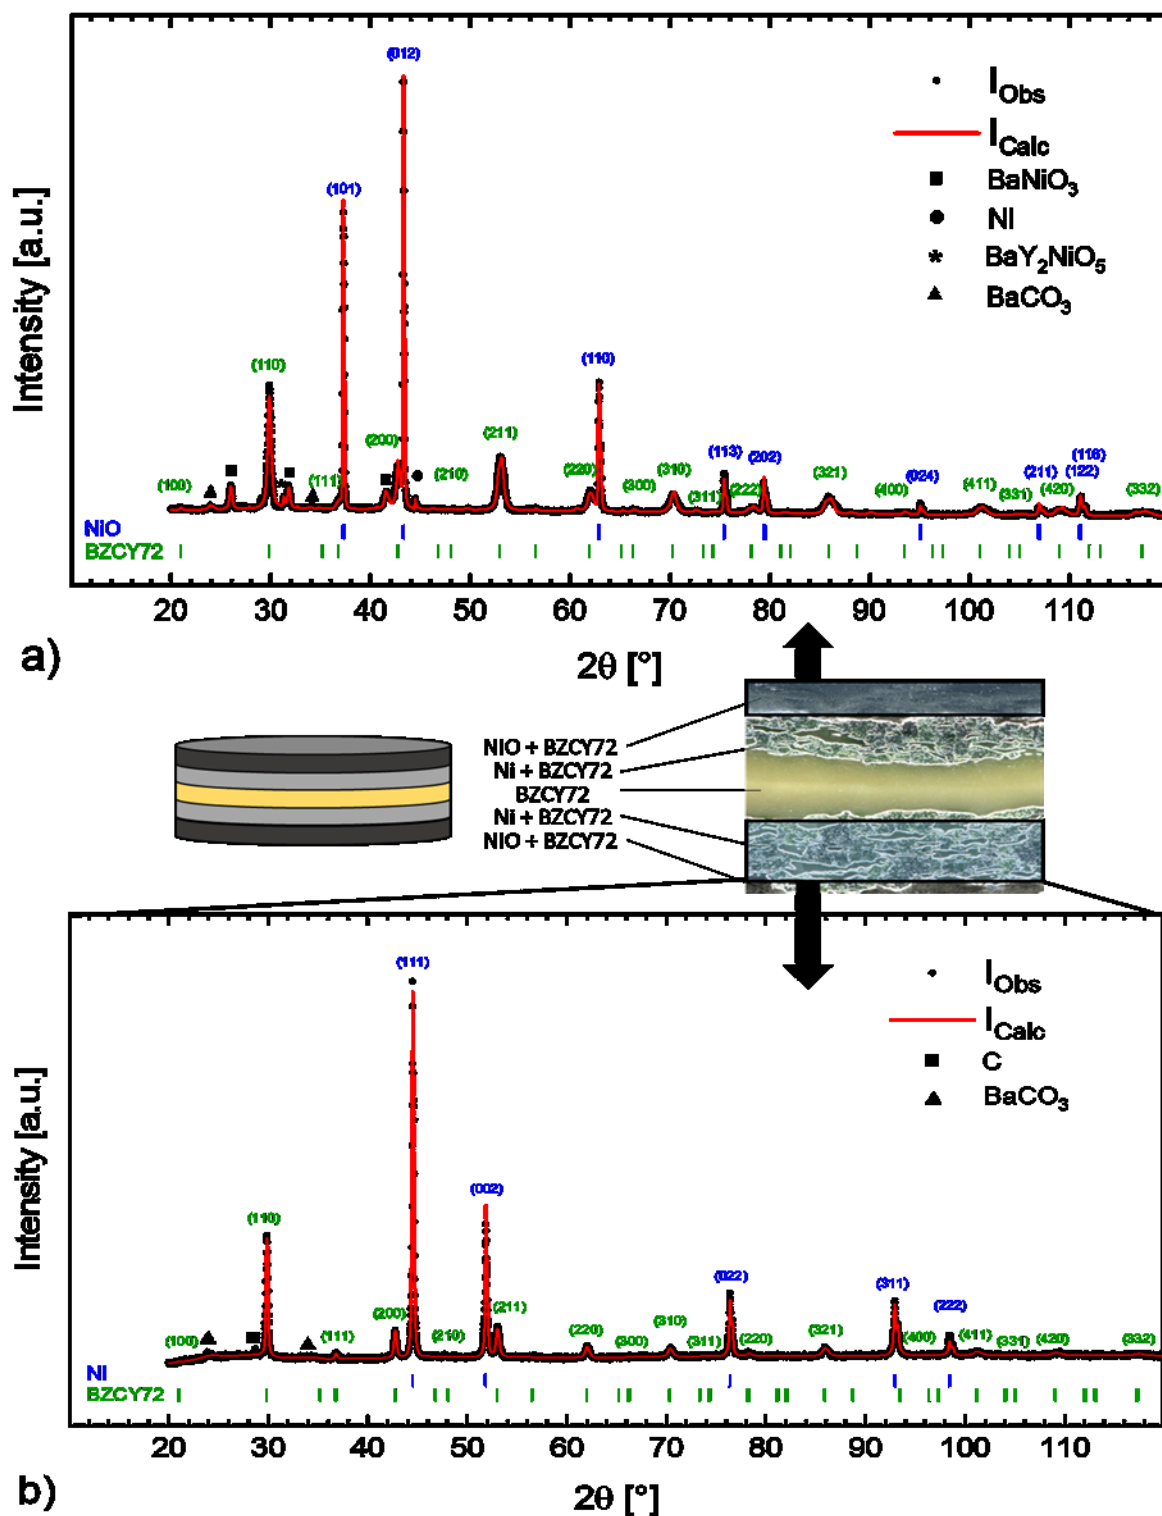 (012)
I_Obs
I_Calc
(101)
BaNiO3
Ni
BaY2NiO5
BaCO3
Intensity [a.u.]
(110)
(110)
(200)
(211)
(113)
(202)
(100)
(111)
(210)
(220)
(300)
(310)
(311)
(222)
(321)
(400)
(024)
(411)
(331)
(211)
(420)
(116)
(122)
(332)
NiO
BZCY72
20 30 40 50 60 70 80 90 100 110
2θ [°]
a)
NiO + BZCY72
Ni + BZCY72
BZCY72
Ni + BZCY72
NiO + BZCY72
(111)
I_Obs
I_Calc
C
BaCO3
Intensity [a.u.]
(002)
(110)
(022)
(311)
(222)
(100)
(111)
(200)
(210)
(211)
(220)
(300)
(310)
(311)
(220)
(321)
(400)
(411)
(331)
(420)
(332)
Ni
BZCY72
20 30 40 50 60 70 80 90 100 110
2θ [°]
b)